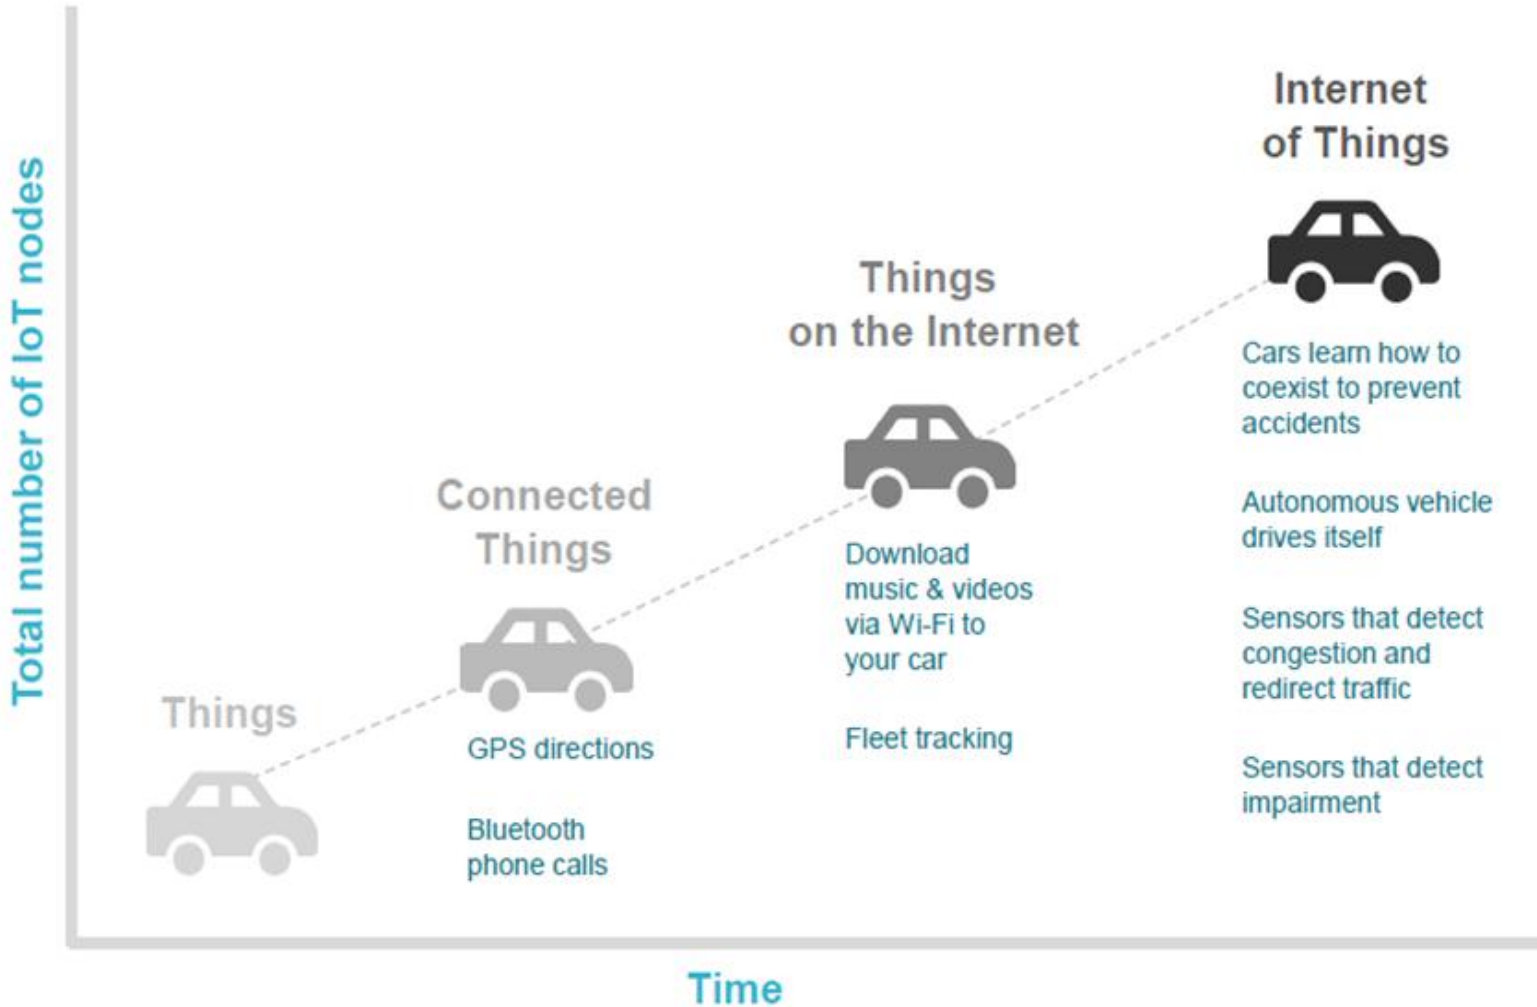 Total number of IoT nodes
Things
Connected
Things
GPS directions
Bluetooth
phone calls
Things
on the Internet
Download
music & videos
via Wi-Fi to
your car
Fleet tracking
Internet
of Things
Cars learn how to
coexist to prevent
accidents
Autonomous vehicle
drives itself
Sensors that detect
congestion and
redirect traffic
Sensors that detect
impairment
Time